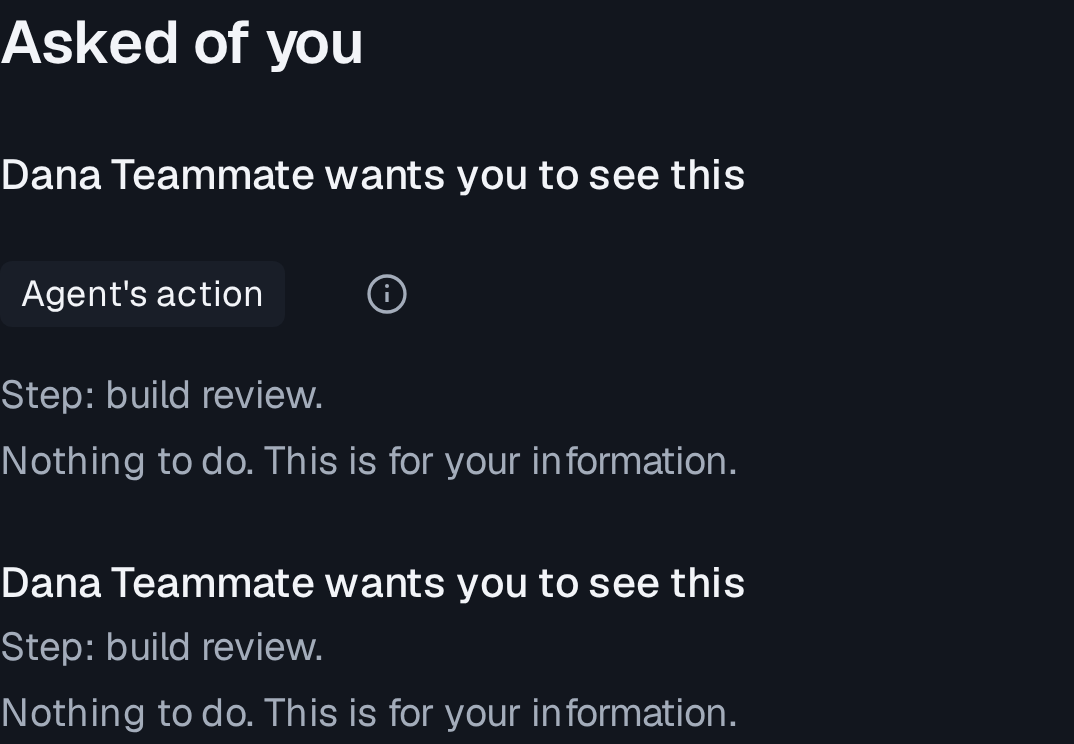 Asked of you
Dana Teammate wants you to see this
Agent's action
Step: build review.
Nothing to do. This is for your information.
Dana Teammate wants you to see this
Step: build review.
Nothing to do. This is for your information.